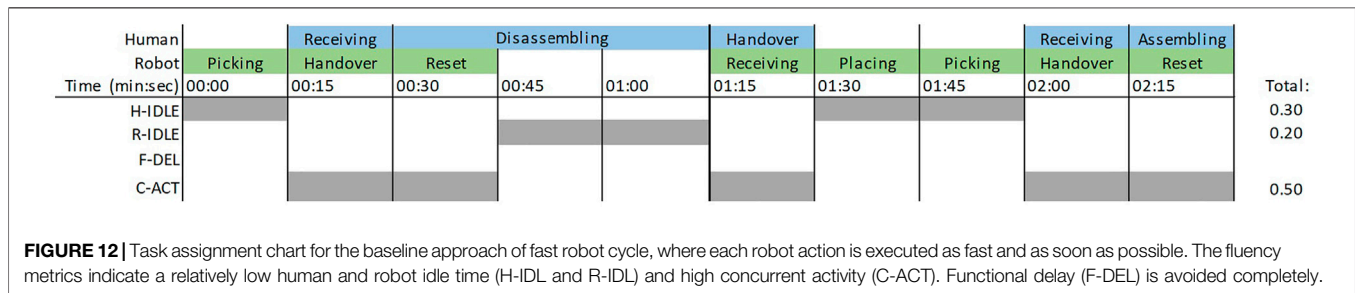 Human Receiving Disassembling Handover Receiving Assembling
Robot Picking Handover Reset Receiving Placing Picking Handover Reset
Time (min:sec) 00:00 00:15 00:30 00:45 01:00 01:15 01:30 01:45 02:00 02:15 Total:
H-IDLE 0.30
R-IDLE 0.20
F-DEL
C-ACT 0.50
FIGURE 12 | Task assignment chart for the baseline approach of fast robot cycle, where each robot action is executed as fast and as soon as possible. The fluency
metrics indicate a relatively low human and robot idle time (H-IDL and R-IDL) and high concurrent activity (C-ACT). Functional delay (F-DEL) is avoided completely.